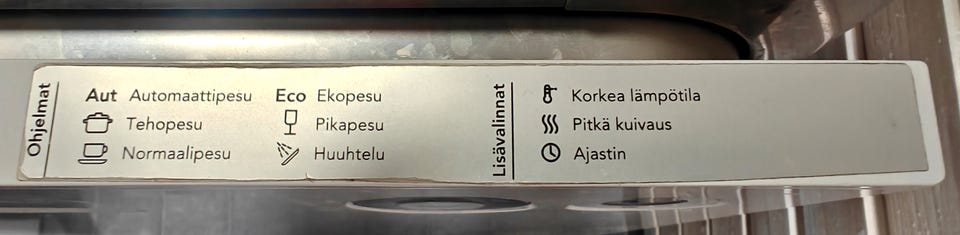 Ohjelmat
Aut Automaattipesu
Tehopesu
Normaalipesu
Eco Ekopesu
Pikapesu
Huuhtelu
Lisävalinnat
Korkea lämpötila
Pitkä kuivaus
Ajastin